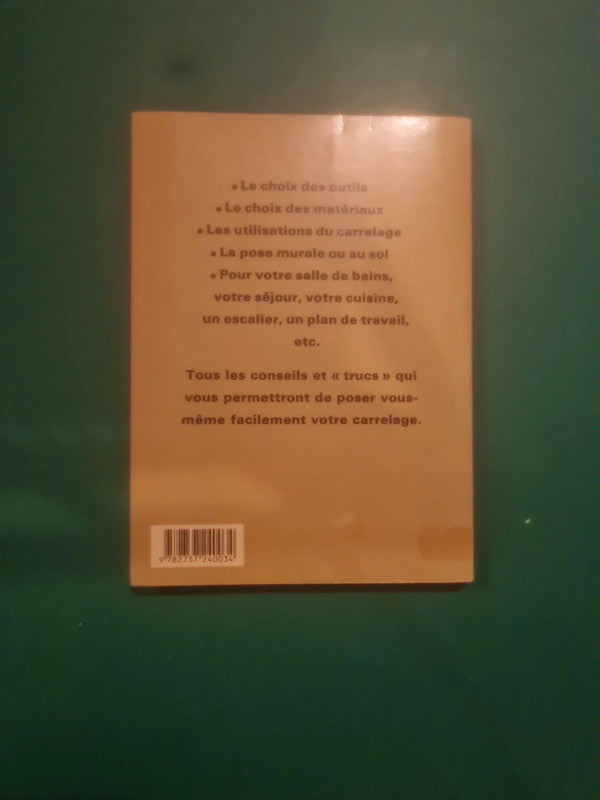 • Le choix des outils
• Le choix des matériaux
• Les utilisations du carrelage
• La pose murale ou au sol
• Pour votre salle de bains,
votre séjour, votre cuisine,
un escalier, un plan de travail,
etc.
Tous les conseils et « trucs » qui
vous permettront de poser vous-
même facilement votre carrelage.
9 782737 240034